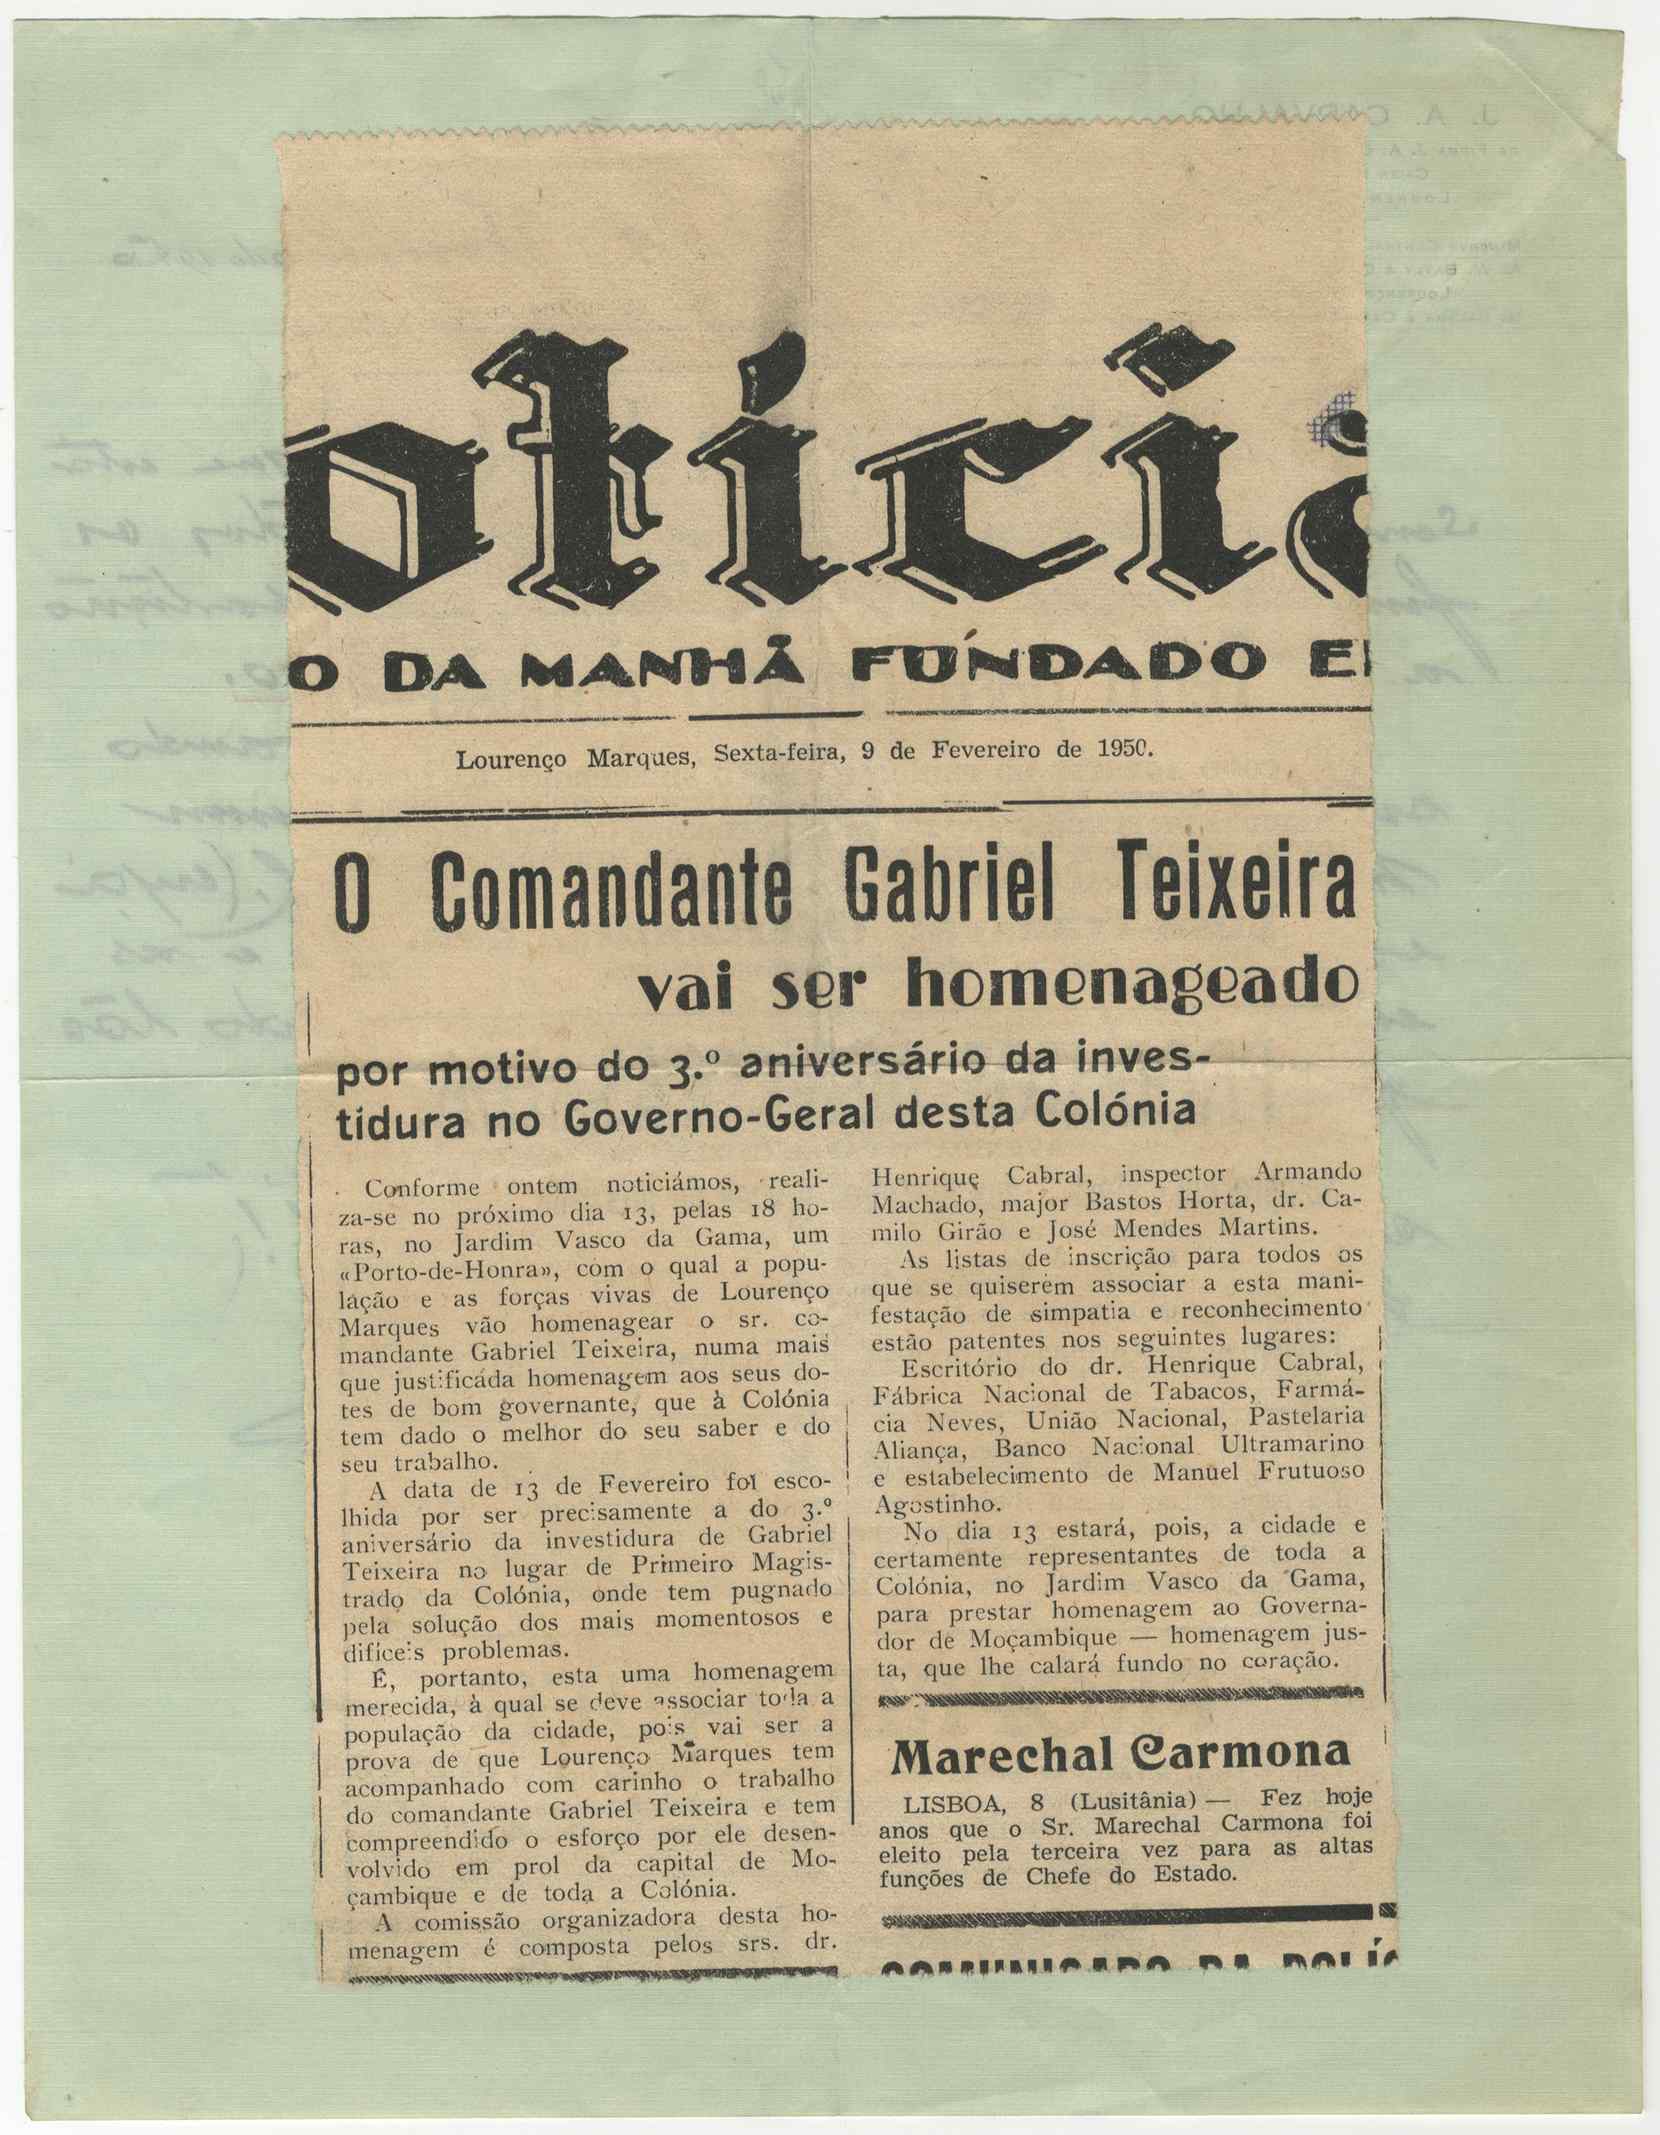 otícia
O DA MANHÃ FUNDADO E
Lourenço Marques, Sexta-feira, 9 de Fevereiro de 1950.
O Comandante Gabriel Teixeira
vai ser homenageado
por motivo do 3.º aniversário da inves-
tidura no Governo-Geral desta Colónia
Conforme ontem noticiámos, reali-
za-se no próximo dia 13, pelas 18 ho-
ras, no Jardim Vasco da Gama, um
«Porto-de-Honra», com o qual a popu-
lação e as forças vivas de Lourenço
Marques vão homenagear o sr. co-
mandante Gabriel Teixeira, numa mais
que justificada homenagem aos seus do-
tes de bom governante, que à Colónia
tem dado o melhor do seu saber e do
seu trabalho.
A data de 13 de Fevereiro foi esco-
lhida por ser precisamente a do 3.º
aniversário da investidura de Gabriel
Teixeira no lugar de Primeiro Magis-
trado da Colónia, onde tem pugnado
pela solução dos mais momentosos e
difíceis problemas.
É, portanto, esta uma homenagem
merecida, à qual se deve associar toda a
população da cidade, pois vai ser a
prova de que Lourenço Marques tem
acompanhado com carinho o trabalho
do comandante Gabriel Teixeira e tem
compreendido o esforço por ele desen-
volvido em prol da capital de Mo-
çambique e de toda a Colónia.
A comissão organizadora desta ho-
menagem é composta pelos srs. dr.
Henrique Cabral, inspector Armando
Machado, major Bastos Horta, dr. Ca-
milo Girão e José Mendes Martins.
As listas de inscrição para todos os
que se quiserem associar a esta mani-
festação de simpatia e reconhecimento
estão patentes nos seguintes lugares:
Escritório do dr. Henrique Cabral,
Fábrica Nacional de Tabacos, Farmá-
cia Neves, União Nacional, Pastelaria
Aliança, Banco Nacional Ultramarino
e estabelecimento de Manuel Frutuoso
Agostinho.
No dia 13 estará, pois, a cidade e
certamente representantes de toda a
Colónia, no Jardim Vasco da Gama,
para prestar homenagem ao Governa-
dor de Moçambique — homenagem jus-
ta, que lhe calará fundo no coração.
Marechal Carmona
LISBOA, 8 (Lusitânia) — Fez hoje
anos que o Sr. Marechal Carmona foi
eleito pela terceira vez para as altas
funções de Chefe do Estado.
COMUNICADO DA POLÍC